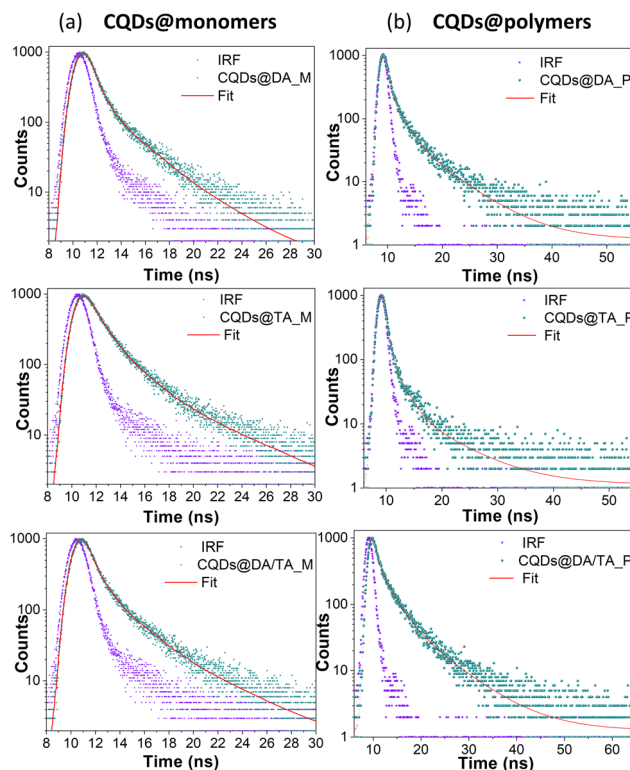 (a) CQDs@monomers
(b) CQDs@polymers
1000
100
10
Counts
IRF
CQDs@DA_M
Fit
8 10 12 14 16 18 20 22 24 26 28 30
Time (ns)
1000
100
10
1
Counts
IRF
CQDs@DA_P
Fit
10 20 30 40 50
Time (ns)
1000
100
10
Counts
IRF
CQDs@TA_M
Fit
8 10 12 14 16 18 20 22 24 26 28 30
Time (ns)
1000
100
10
1
Counts
IRF
CQDs@TA_P
Fit
10 20 30 40 50
Time (ns)
1000
100
10
Counts
IRF
CQDs@DA/TA_M
Fit
8 10 12 14 16 18 20 22 24 26 28 30
Time (ns)
1000
100
10
1
Counts
IRF
CQDs@DA/TA_P
Fit
10 20 30 40 50 60
Time (ns)